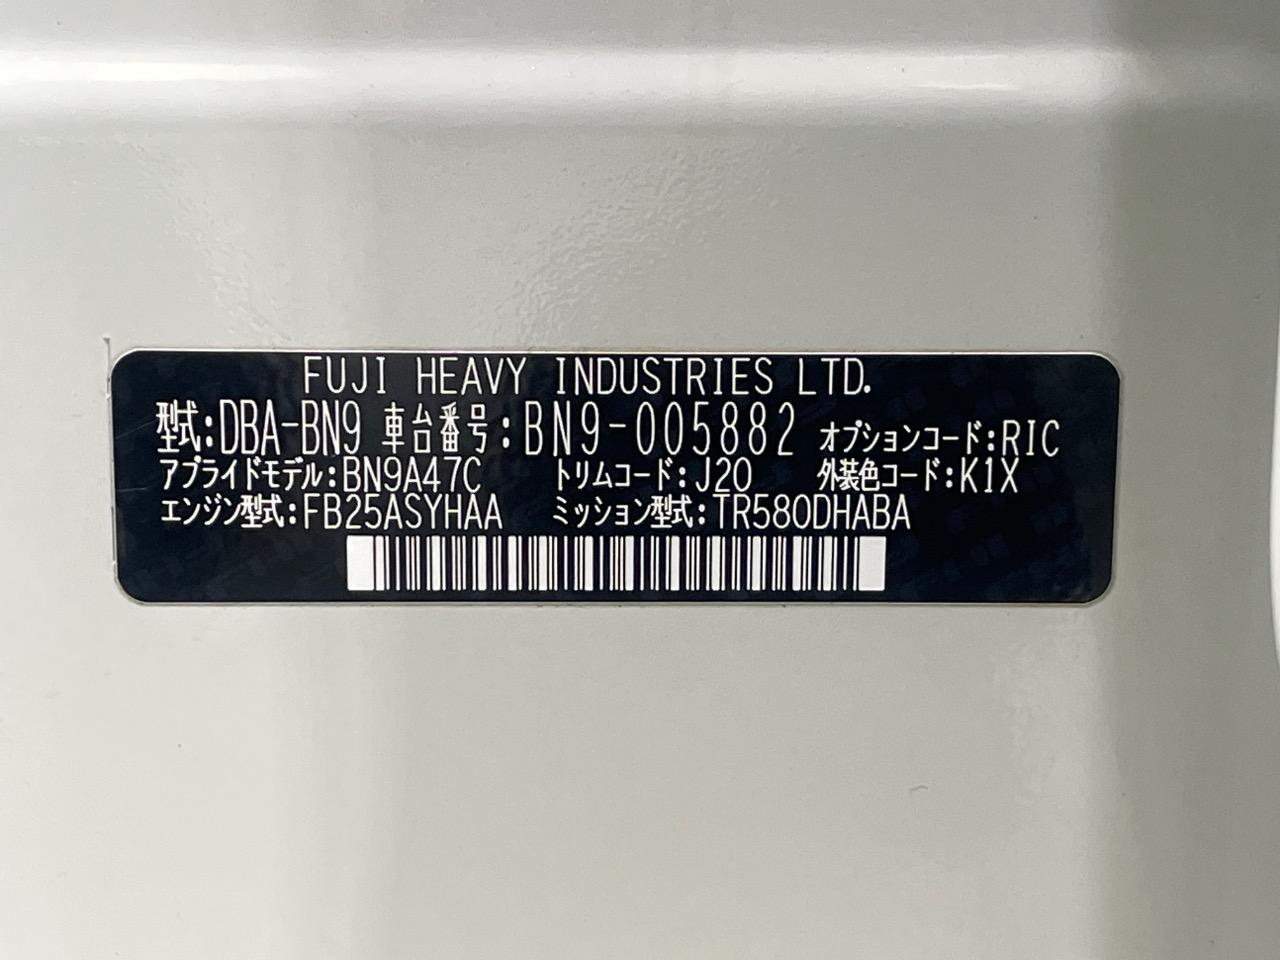 FUJI HEAVY INDUSTRIES LTD.
型式:DBA-BN9 車台番号:BN9-005882 オプションコード:RIC
アプライドモデル:BN9A47C トリムコード:J20 外装色コード:K1X
エンジン型式:FB25ASYHAA ミッション型式:TR580DHABA